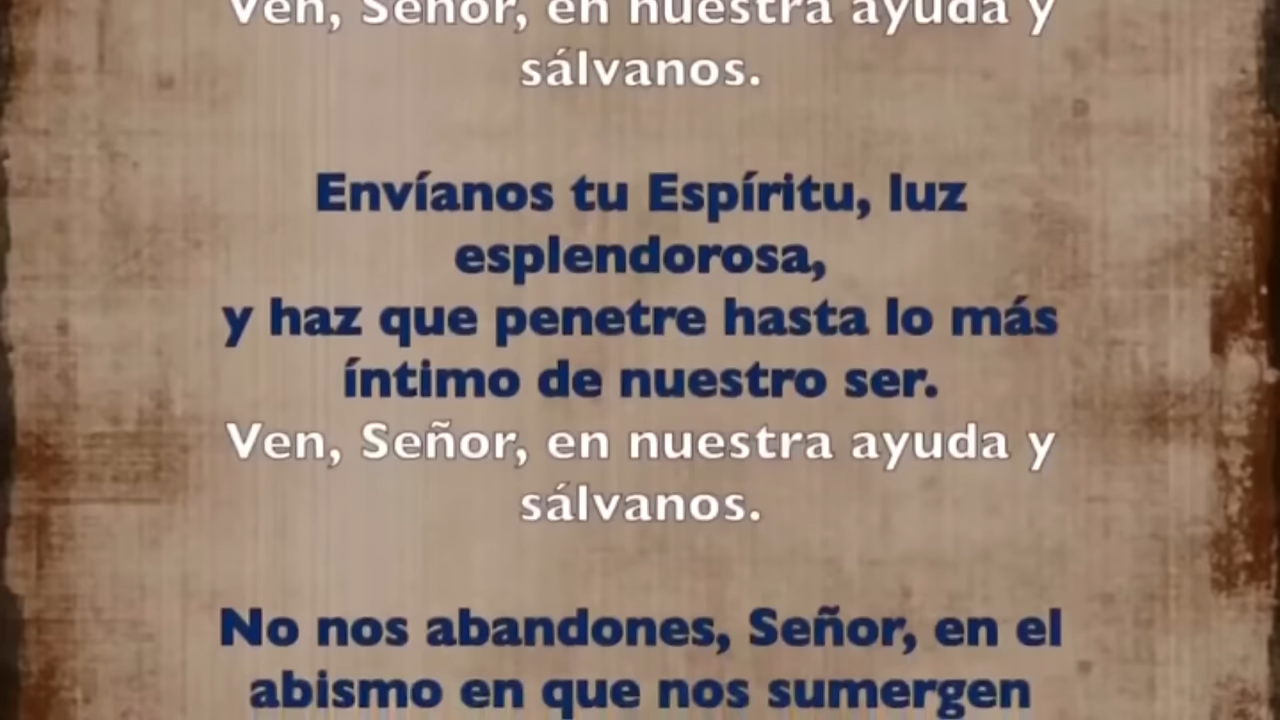 Ven, Señor, en nuestra ayuda y
sálvanos.
Envíanos tu Espíritu, luz
esplendorosa,
y haz que penetre hasta lo más
íntimo de nuestro ser.
Ven, Señor, en nuestra ayuda y
sálvanos.
No nos abandones, Señor, en el
abismo en que nos sumergen